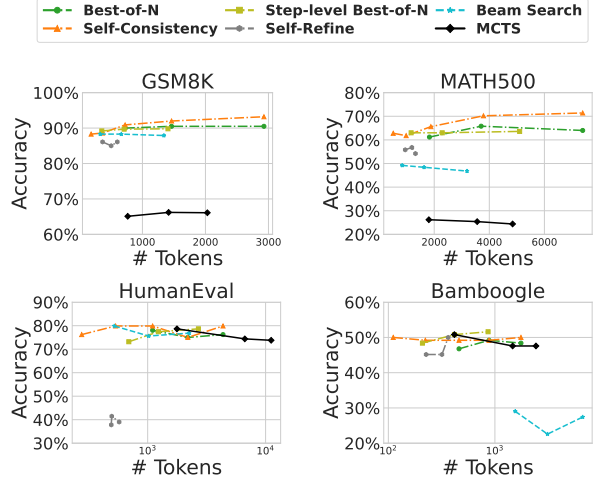 Best-of-N Step-level Best-of-N Beam Search
Self-Consistency Self-Refine MCTS
GSM8K MATH500
100% 80%
90% 70%
80% 60%
70% 50%
60% 40%
30%
20%
Accuracy Accuracy
1000 2000 3000 2000 4000 6000
# Tokens # Tokens
HumanEval Bamboogle
90% 60%
80% 50%
70% 40%
60% 30%
50% 20%
40%
30%
Accuracy Accuracy
10³ 10⁴ 10² 10³
# Tokens # Tokens